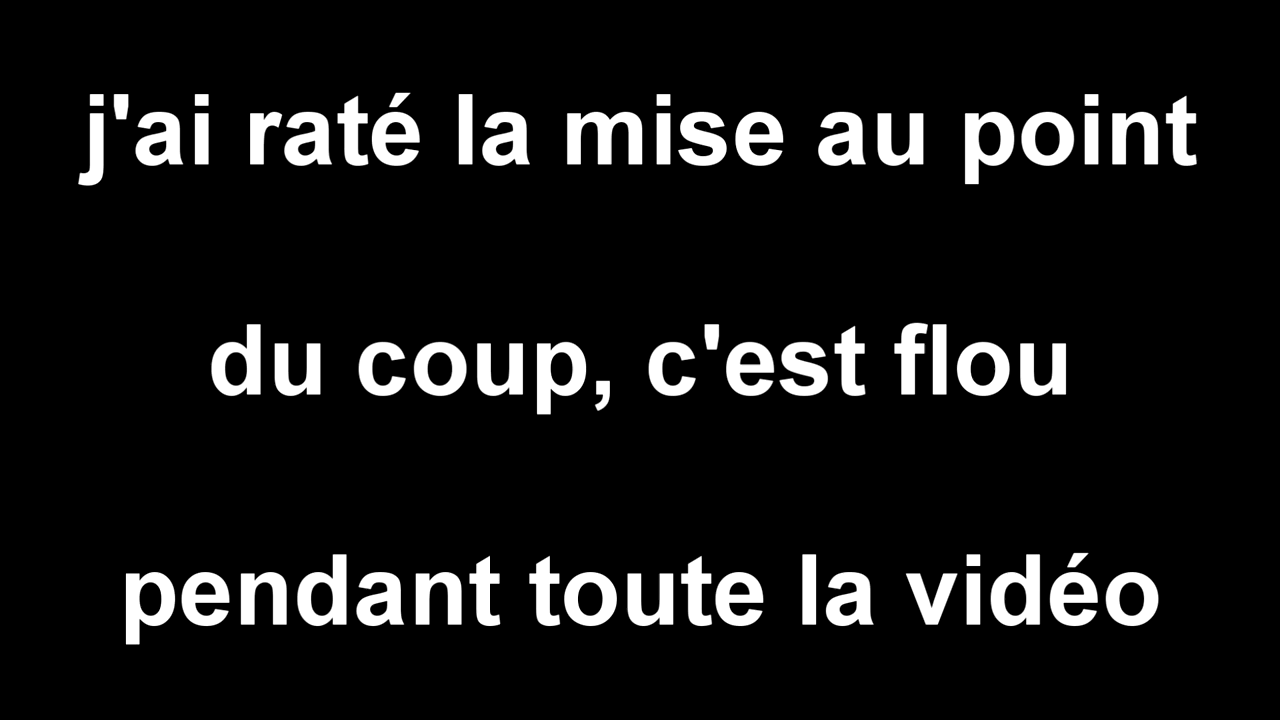 j'ai raté la mise au point
du coup, c'est flou
pendant toute la vidéo